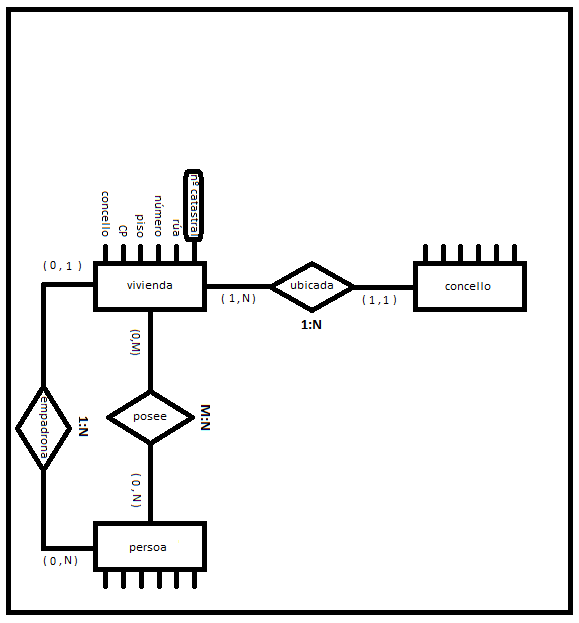 concello
CP
piso
número
rúa
nº catastral
(0,1)
vivienda
(1,N)
ubicada
1:N
(1,1)
concello
(0,M)
empadrona
1:N
posee
M:N
(0,N)
persoa
(0,N)